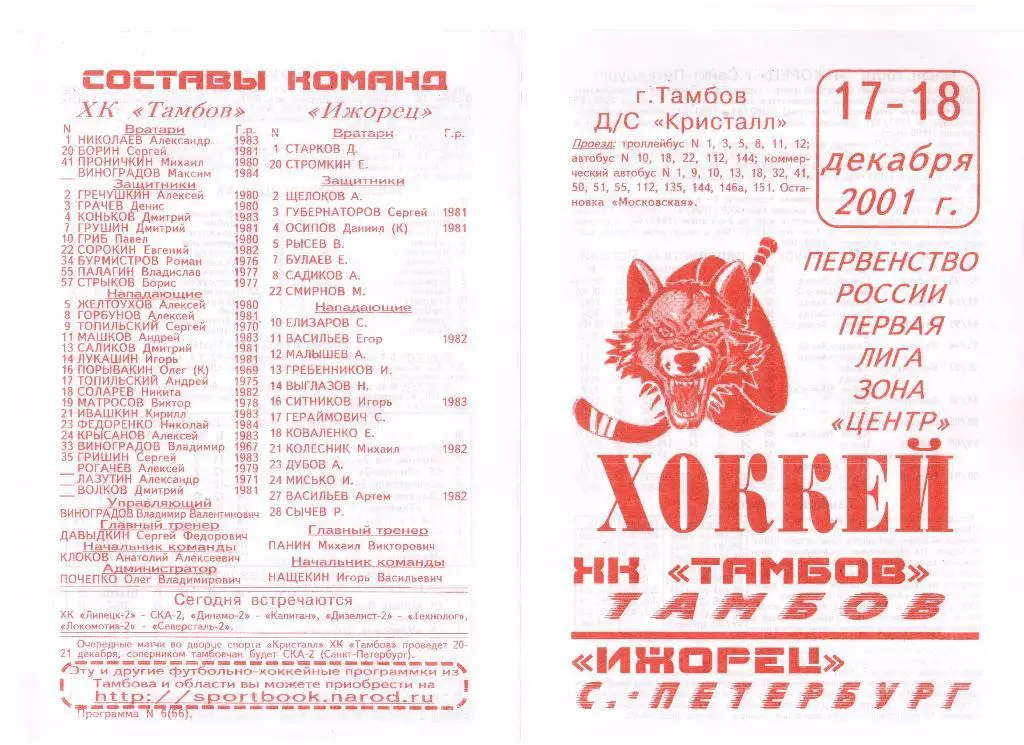 СОСТАВЫ КОМАНД
ХК «Тамбов»
N Вратари Г.р.
1 НИКОЛАЕВ Александр 1983
20 БОРИН Сергей 1981
41 ПРОНИЧКИН Михаил 1980
__ ВИНОГРАДОВ Максим 1984
Защитники
2 ГРЕЧУШКИН Алексей 1980
3 ГРАЧЕВ Денис 1980
4 КОНЬКОВ Дмитрий 1983
7 ГРУШИН Дмитрий 1981
10 ГРИБ Павел 1980
22 СОРОКИН Евгений 1982
34 БУРМИСТРОВ Роман 1976
55 ПАЛАГИН Владислав 1977
57 СТРЫКОВ Борис 1977
Нападающие
5 ЖЕЛТОУХОВ Алексей 1980
8 ГОРБУНОВ Алексей 1981
9 ТОПИЛЬСКИЙ Сергей 1970
11 МАШКОВ Андрей 1983
13 САЛИКОВ Дмитрий 1981
14 ЛУКАШИН Игорь 1981
16 ПОРЫВАКИН Олег (К) 1969
17 ТОПИЛЬСКИЙ Андрей 1975
18 СОЛАРЕВ Никита 1982
19 МАТРОСОВ Виктор 1978
21 ИВАШКИН Кирилл 1983
23 ФЕДОРЕНКО Николай 1984
24 КРЫСАНОВ Алексей 1983
33 ВИНОГРАДОВ Владимир 1967
35 ГРИШИН Сергей 1983
__ РОГАЧЕВ Алексей 1979
__ ЛАЗУТИН Александр 1971
__ ВОЛКОВ Дмитрий 1981
Управляющий
ВИНОГРАДОВ Владимир Валентинович
Главный тренер
ДАВЫДКИН Сергей Федорович
Начальник команды
КЛОКОВ Анатолий Алексеевич
Администратор
ПОЧЕПКО Олег Владимирович
«Ижорец»
N Вратари Г.р.
1 СТАРКОВ Д.
20 СТРОМКИН Е.
Защитники
2 ЩЕЛОКОВ А.
3 ГУБЕРНАТОРОВ Сергей 1981
4 ОСИПОВ Даниил (К) 1981
5 РЫСЕВ В.
7 БУЛАЕВ Е.
8 САДИКОВ А.
22 СМИРНОВ М.
Нападающие
10 ЕЛИЗАРОВ С.
11 ВАСИЛЬЕВ Егор 1982
12 МАЛЫШЕВ А.
13 ГРЕБЕННИКОВ И.
14 ВЫГЛАЗОВ Н.
16 СИТНИКОВ Игорь 1983
17 ГЕРАЙМОВИЧ С.
18 КОВАЛЕНКО Е.
21 КОЛЕСНИК Михаил 1982
23 ДУБОВ А.
24 МИСЬКО И.
27 ВАСИЛЬЕВ Артем 1982
28 СЫЧЕВ Р.
Главный тренер
ПАНИН Михаил Викторович
Начальник команды
НАЩЕКИН Игорь Васильевич
Сегодня встречаются
ХК «Липецк-2» - СКА-2, «Динамо-2» - «Капитан», «Дизелист-2» - «Технолог»,
«Локомотив-2» - «Северсталь-2».
Очередные матчи во дворце спорта «Кристалл» ХК «Тамбов» проведет 20-
21 декабря, соперником тамбовчан будет СКА-2 (Санкт-Петербург).
Эту и другие футбольно-хоккейные программки из
Тамбова и области вы можете приобрести на
http://sportbook.narod.ru
Программа N 6(66).
г.Тамбов
Д/С «Кристалл»
Проезд: троллейбус N 1, 3, 5, 8, 11, 12;
автобус N 10, 18, 22, 112, 144; коммер-
ческий автобус N 1, 9, 10, 13, 18, 32, 41,
50, 51, 55, 112, 135, 144, 146а, 151. Оста-
новка «Московская».
17-18
декабря
2001 г.
ПЕРВЕНСТВО
РОССИИ
ПЕРВАЯ
ЛИГА
ЗОНА
«ЦЕНТР»
ХОККЕЙ
ХК «ТАМБОВ»
ТАМБОВ
«ИЖОРЕЦ»
С.-ПЕТЕРБУРГ